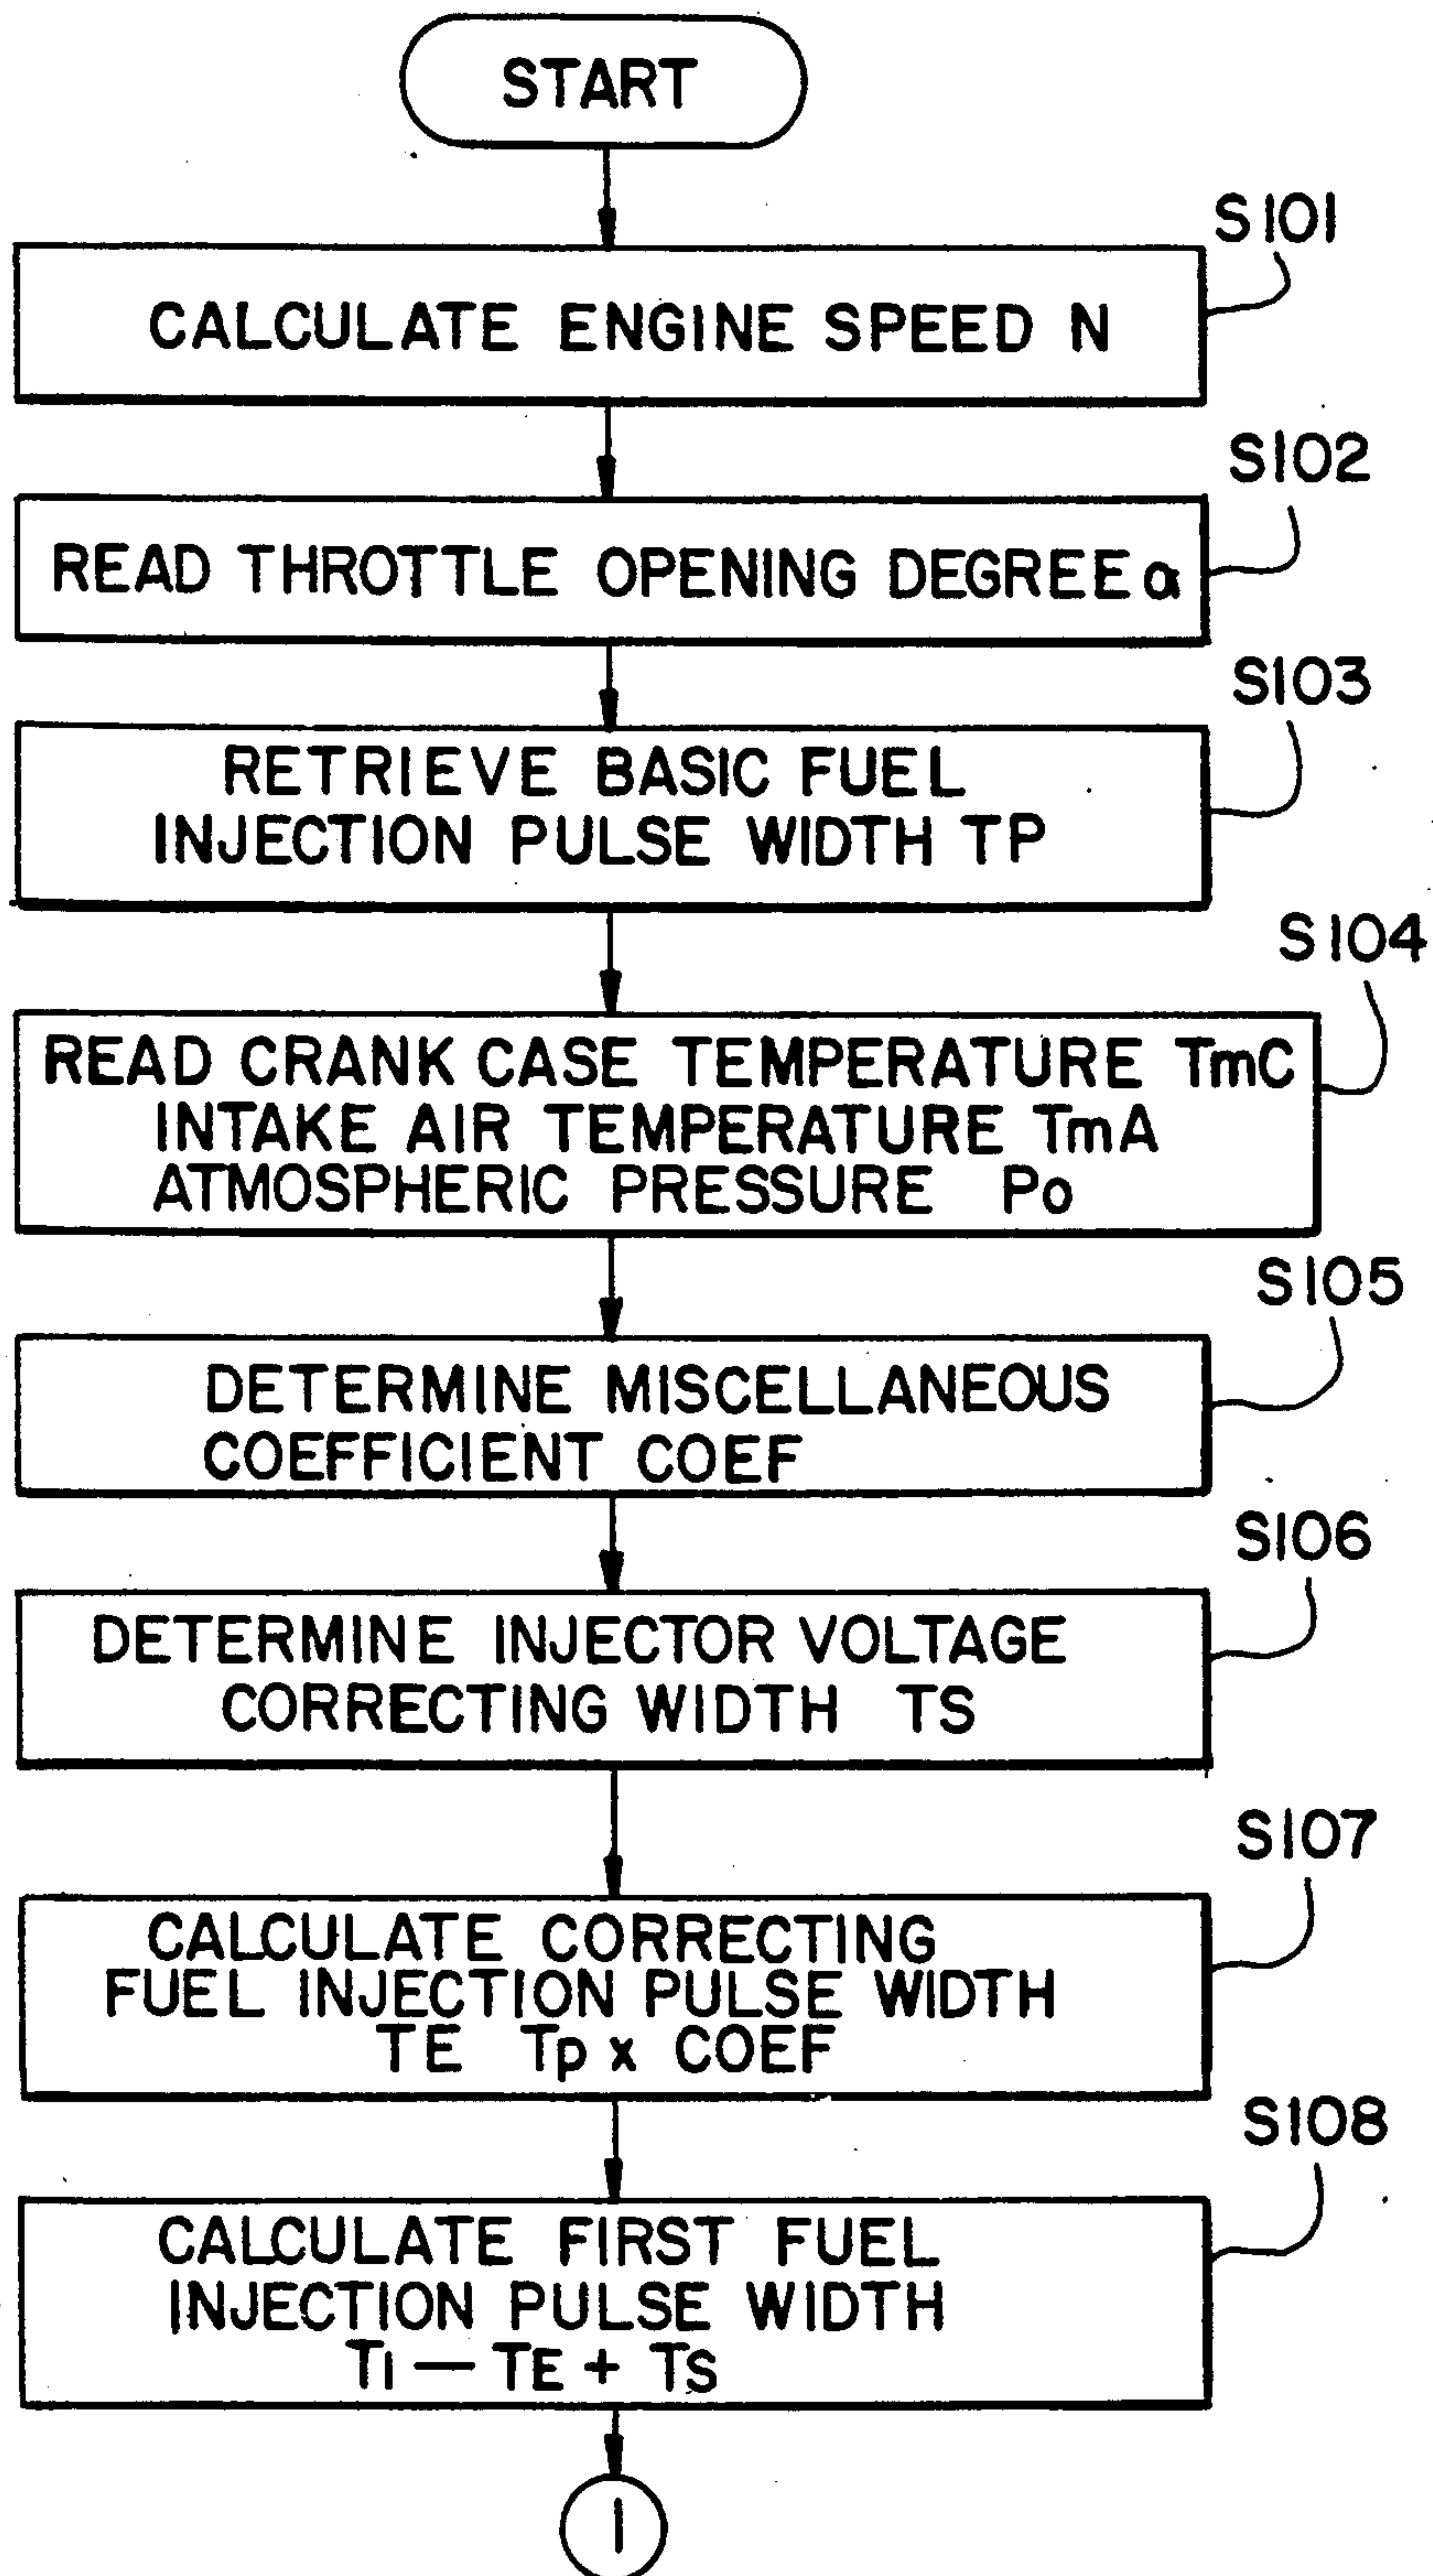 START
S101
CALCULATE ENGINE SPEED N
S102
READ THROTTLE OPENING DEGREE α
S103
RETRIEVE BASIC FUEL
INJECTION PULSE WIDTH TP
S104
READ CRANK CASE TEMPERATURE TmC
INTAKE AIR TEMPERATURE TmA
ATMOSPHERIC PRESSURE Po
S105
DETERMINE MISCELLANEOUS
COEFFICIENT COEF
S106
DETERMINE INJECTOR VOLTAGE
CORRECTING WIDTH TS
S107
CALCULATE CORRECTING
FUEL INJECTION PULSE WIDTH
TE Tp x COEF
S108
CALCULATE FIRST FUEL
INJECTION PULSE WIDTH
Ti — TE + TS
1